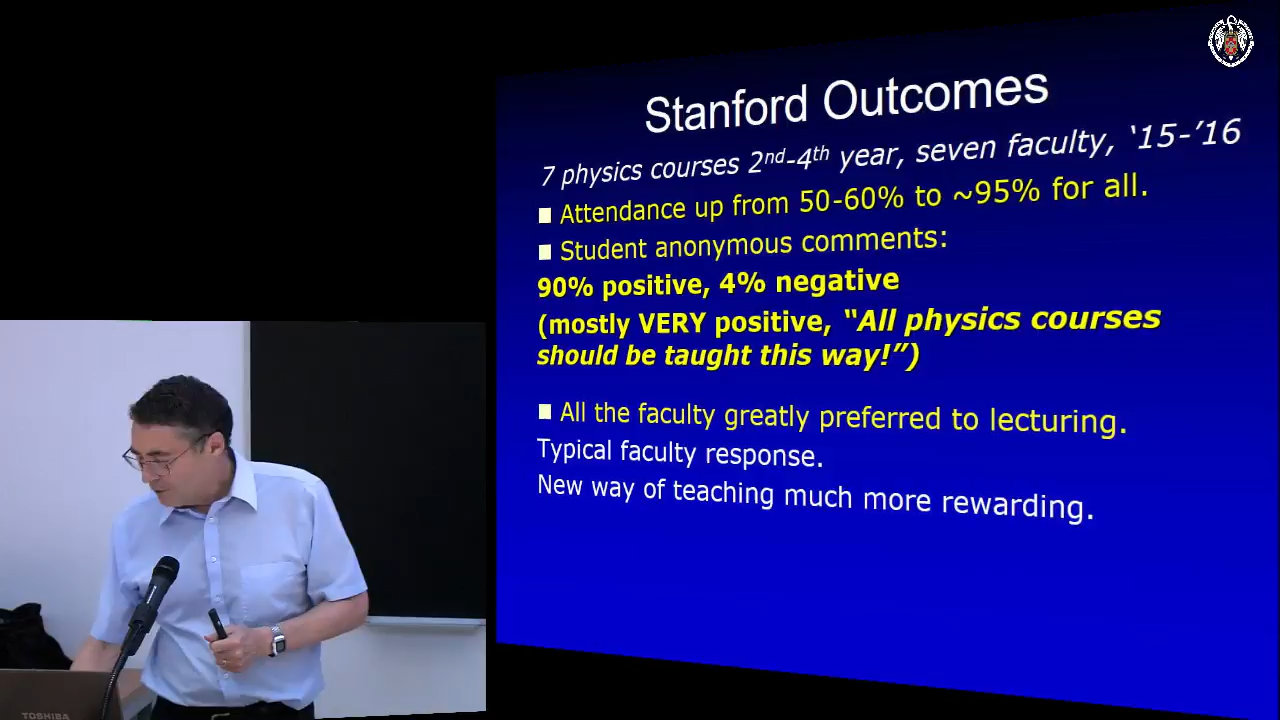 Stanford Outcomes
7 physics courses 2nd-4th year, seven faculty, ‘15-’16
■ Attendance up from 50-60% to ~95% for all.
■ Student anonymous comments:
90% positive, 4% negative
(mostly VERY positive, “All physics courses
should be taught this way!”)
■ All the faculty greatly preferred to lecturing.
Typical faculty response.
New way of teaching much more rewarding.
TOSHIBA